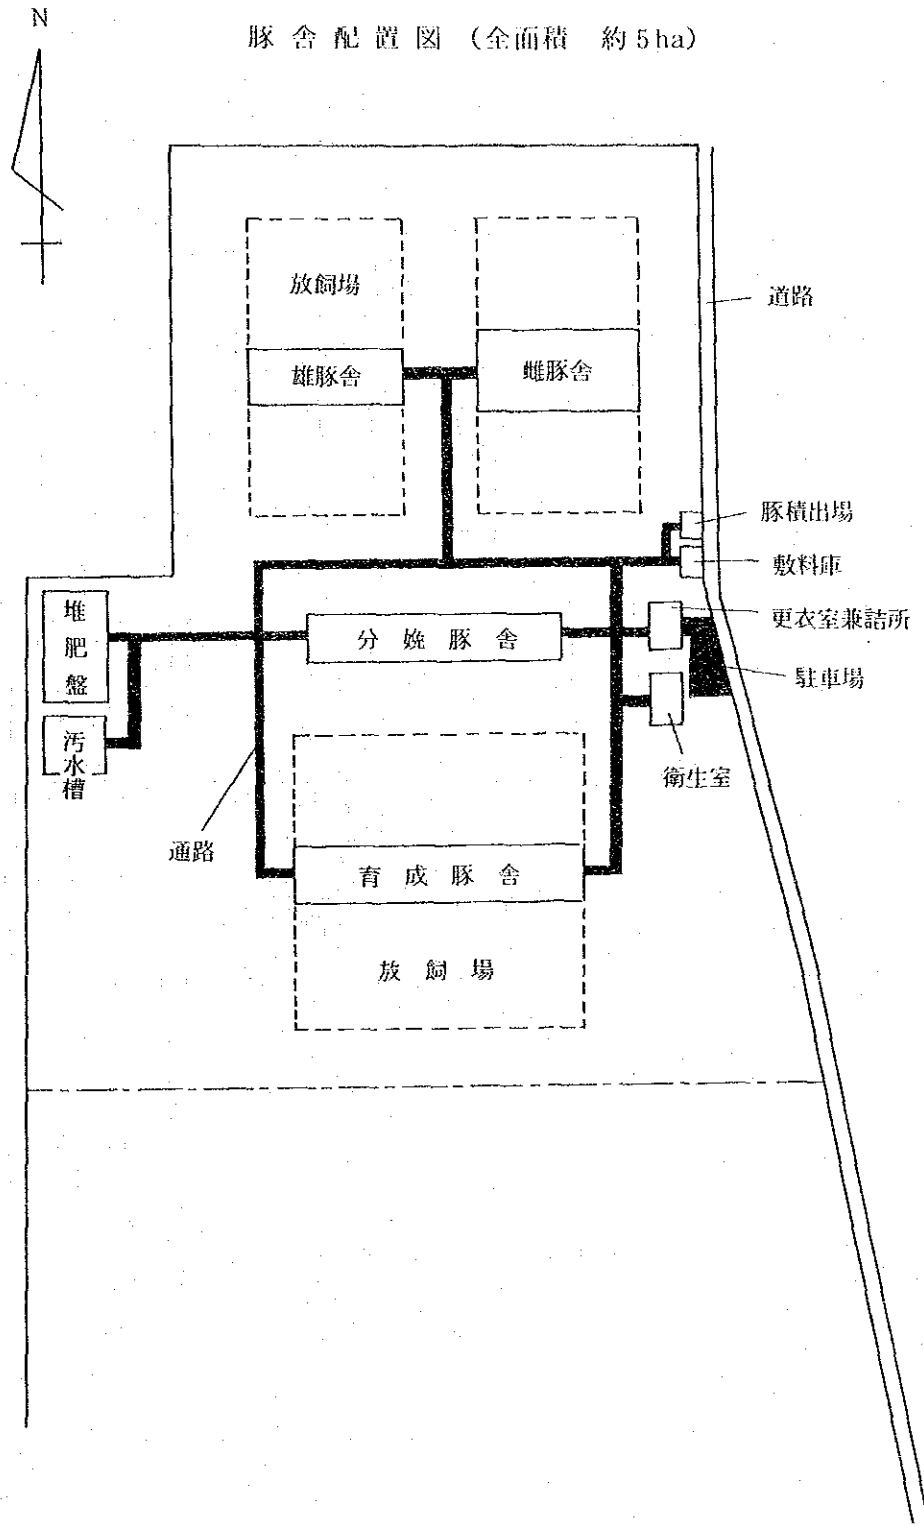 N
豚舎配置図 (全面積 約5ha)
放飼場
道路
雄豚舎
雌豚舎
豚積出場
敷料庫
更衣室兼詰所
堆肥盤
分娩豚舎
駐車場
汚水槽
衛生室
通路
育成豚舎
放飼場